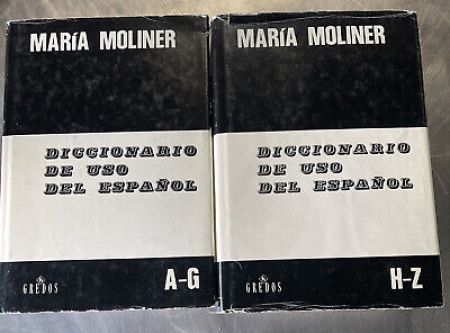 MARíA MOLINER
DICCIONARIO
DE USO
DEL ESPAÑOL
GREDOS
A-G
MARíA MOLINER
DICCIONARIO
DE USO
DEL ESPAÑOL
GREDOS
H-Z